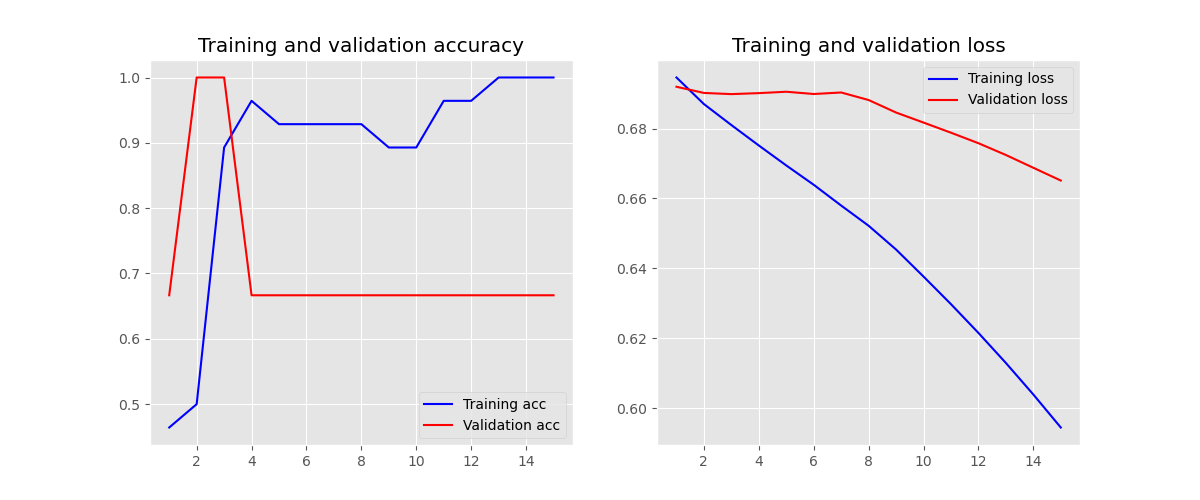 Training and validation accuracy
1.0
0.9
0.8
0.7
0.6
0.5
2 4 6 8 10 12 14
Training acc
Validation acc
Training and validation loss
0.68
0.66
0.64
0.62
0.60
2 4 6 8 10 12 14
Training loss
Validation loss